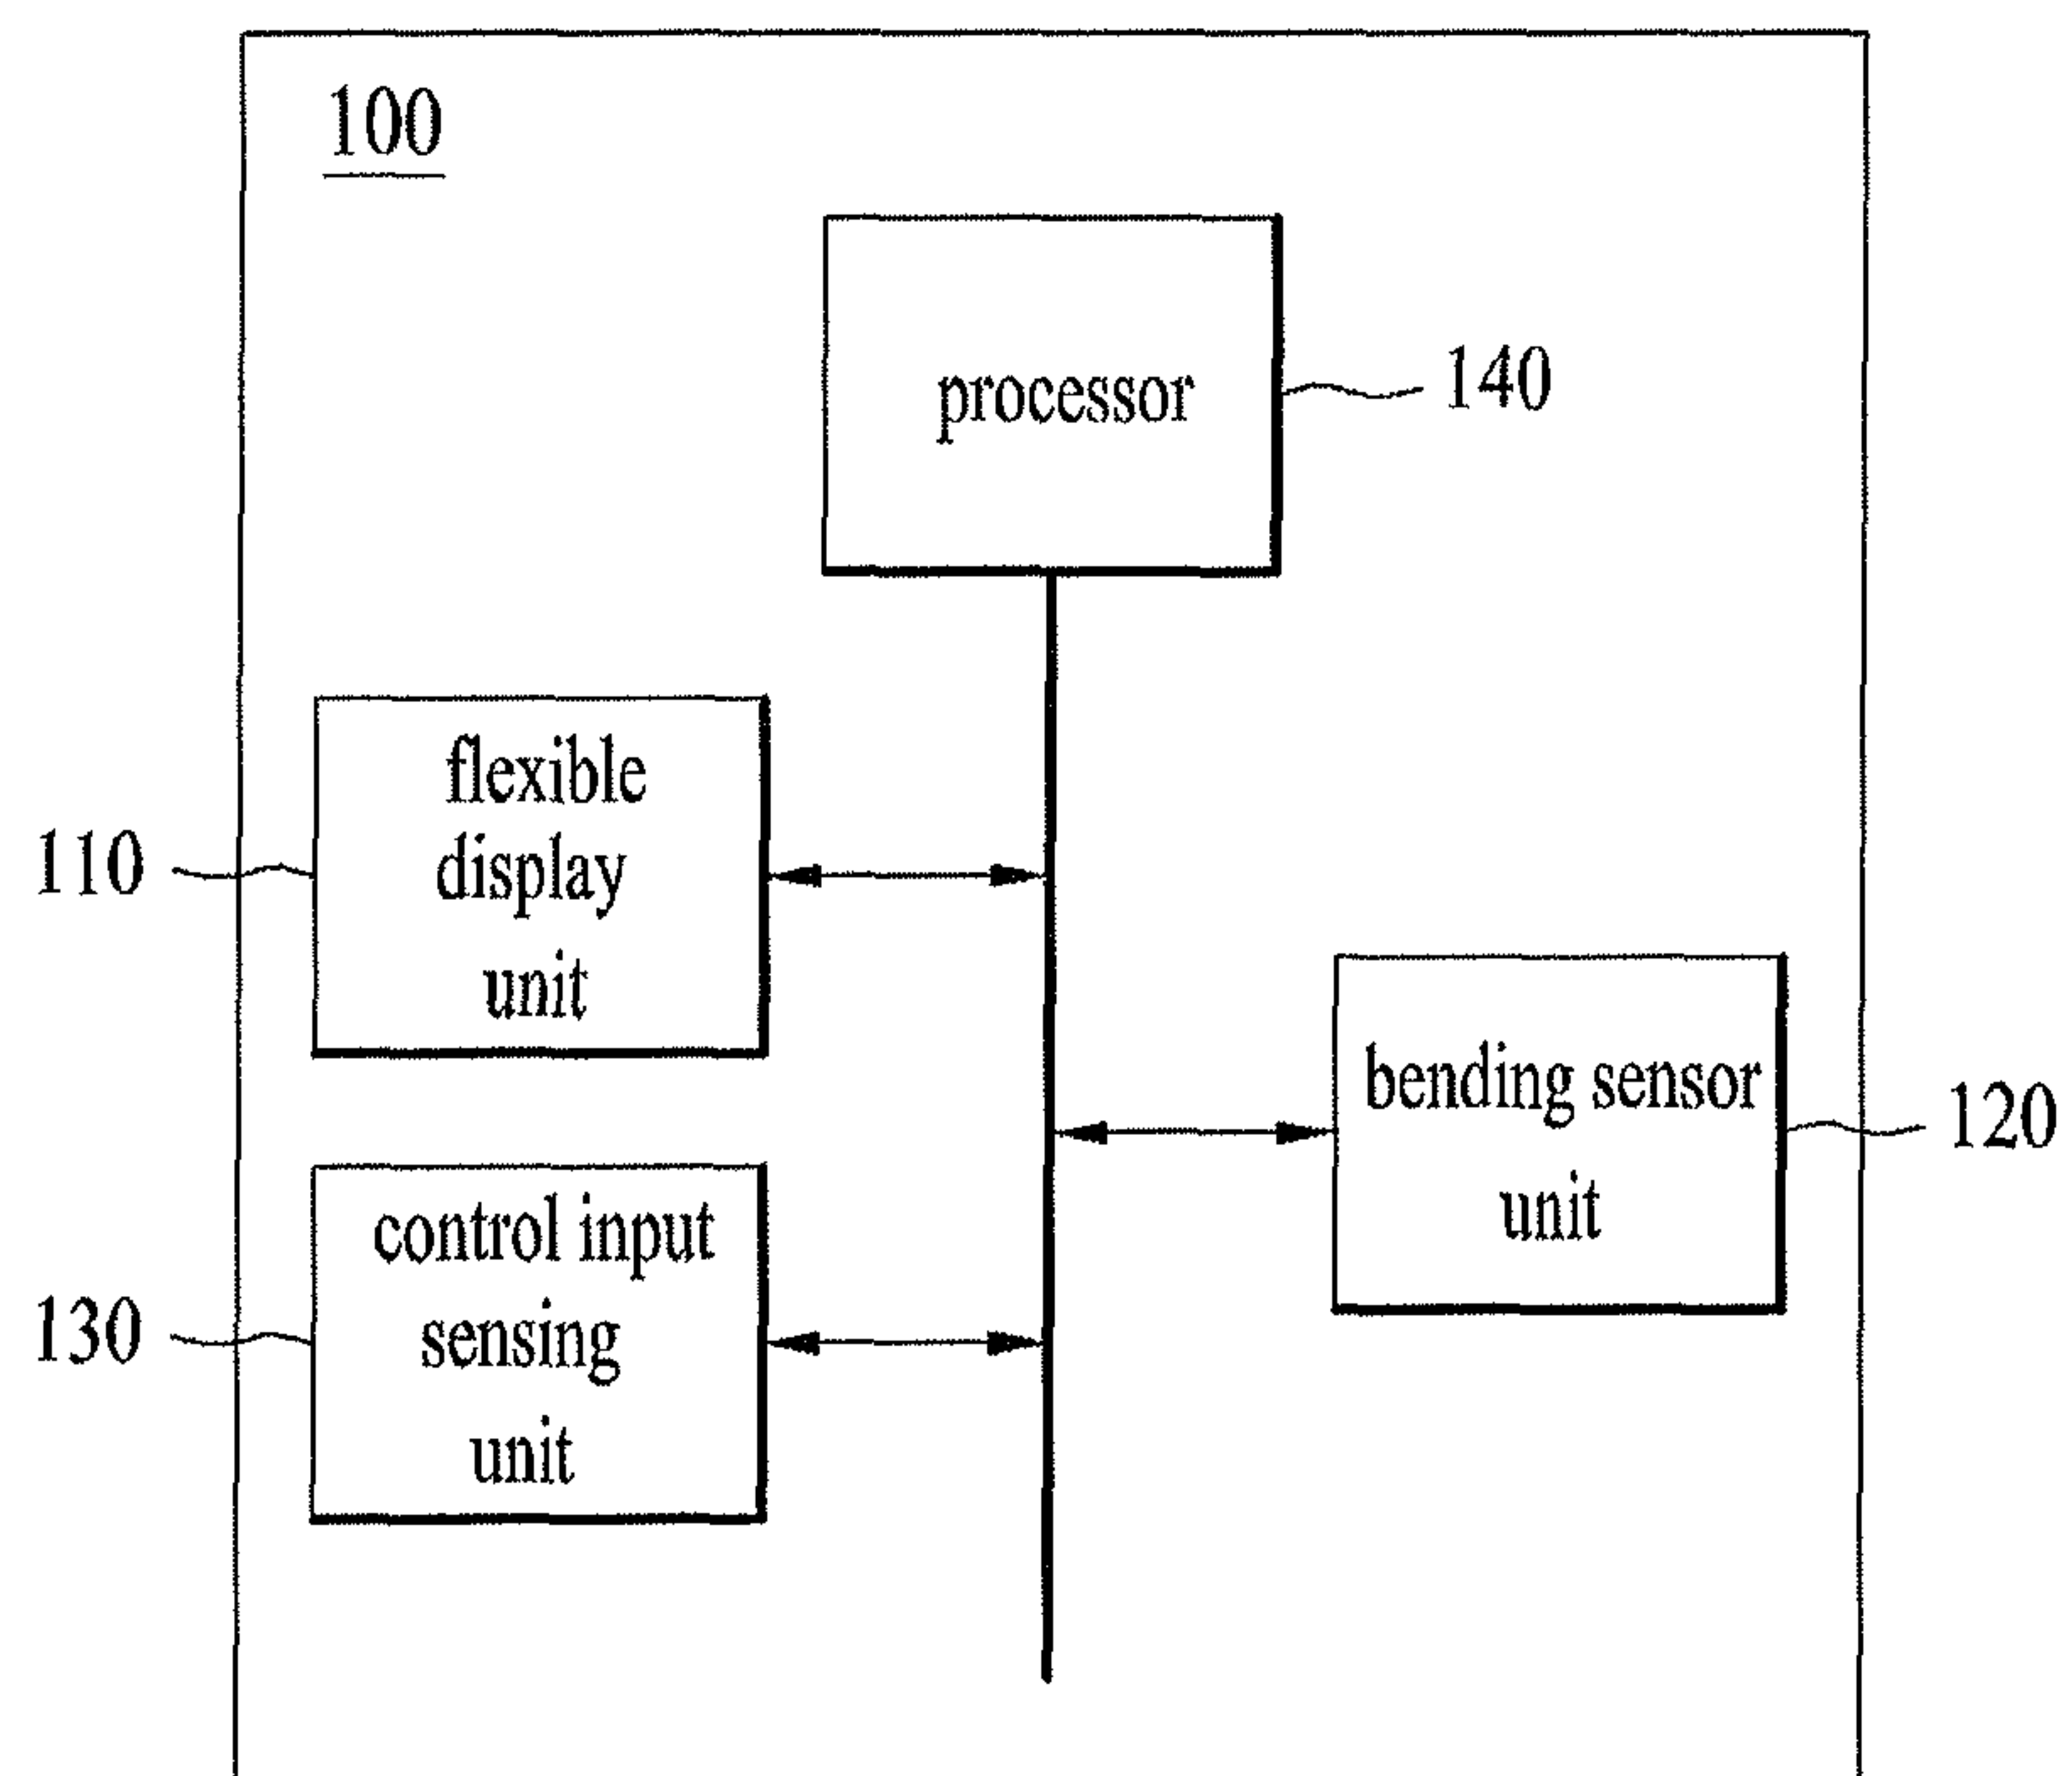 100
processor
140
flexible
display
unit
110
bending sensor
unit
120
control input
sensing
unit
130